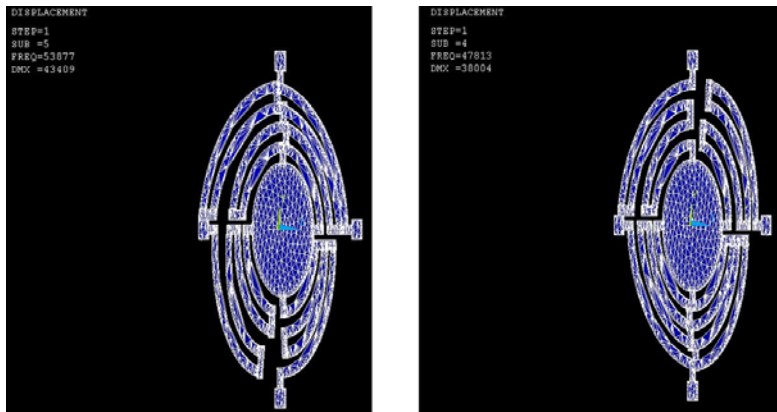 DISPLACEMENT
STEP=1
SUB =5
FREQ=53877
DMX =43409
DISPLACEMENT
STEP=1
SUB =4
FREQ=47813
DMX =38004